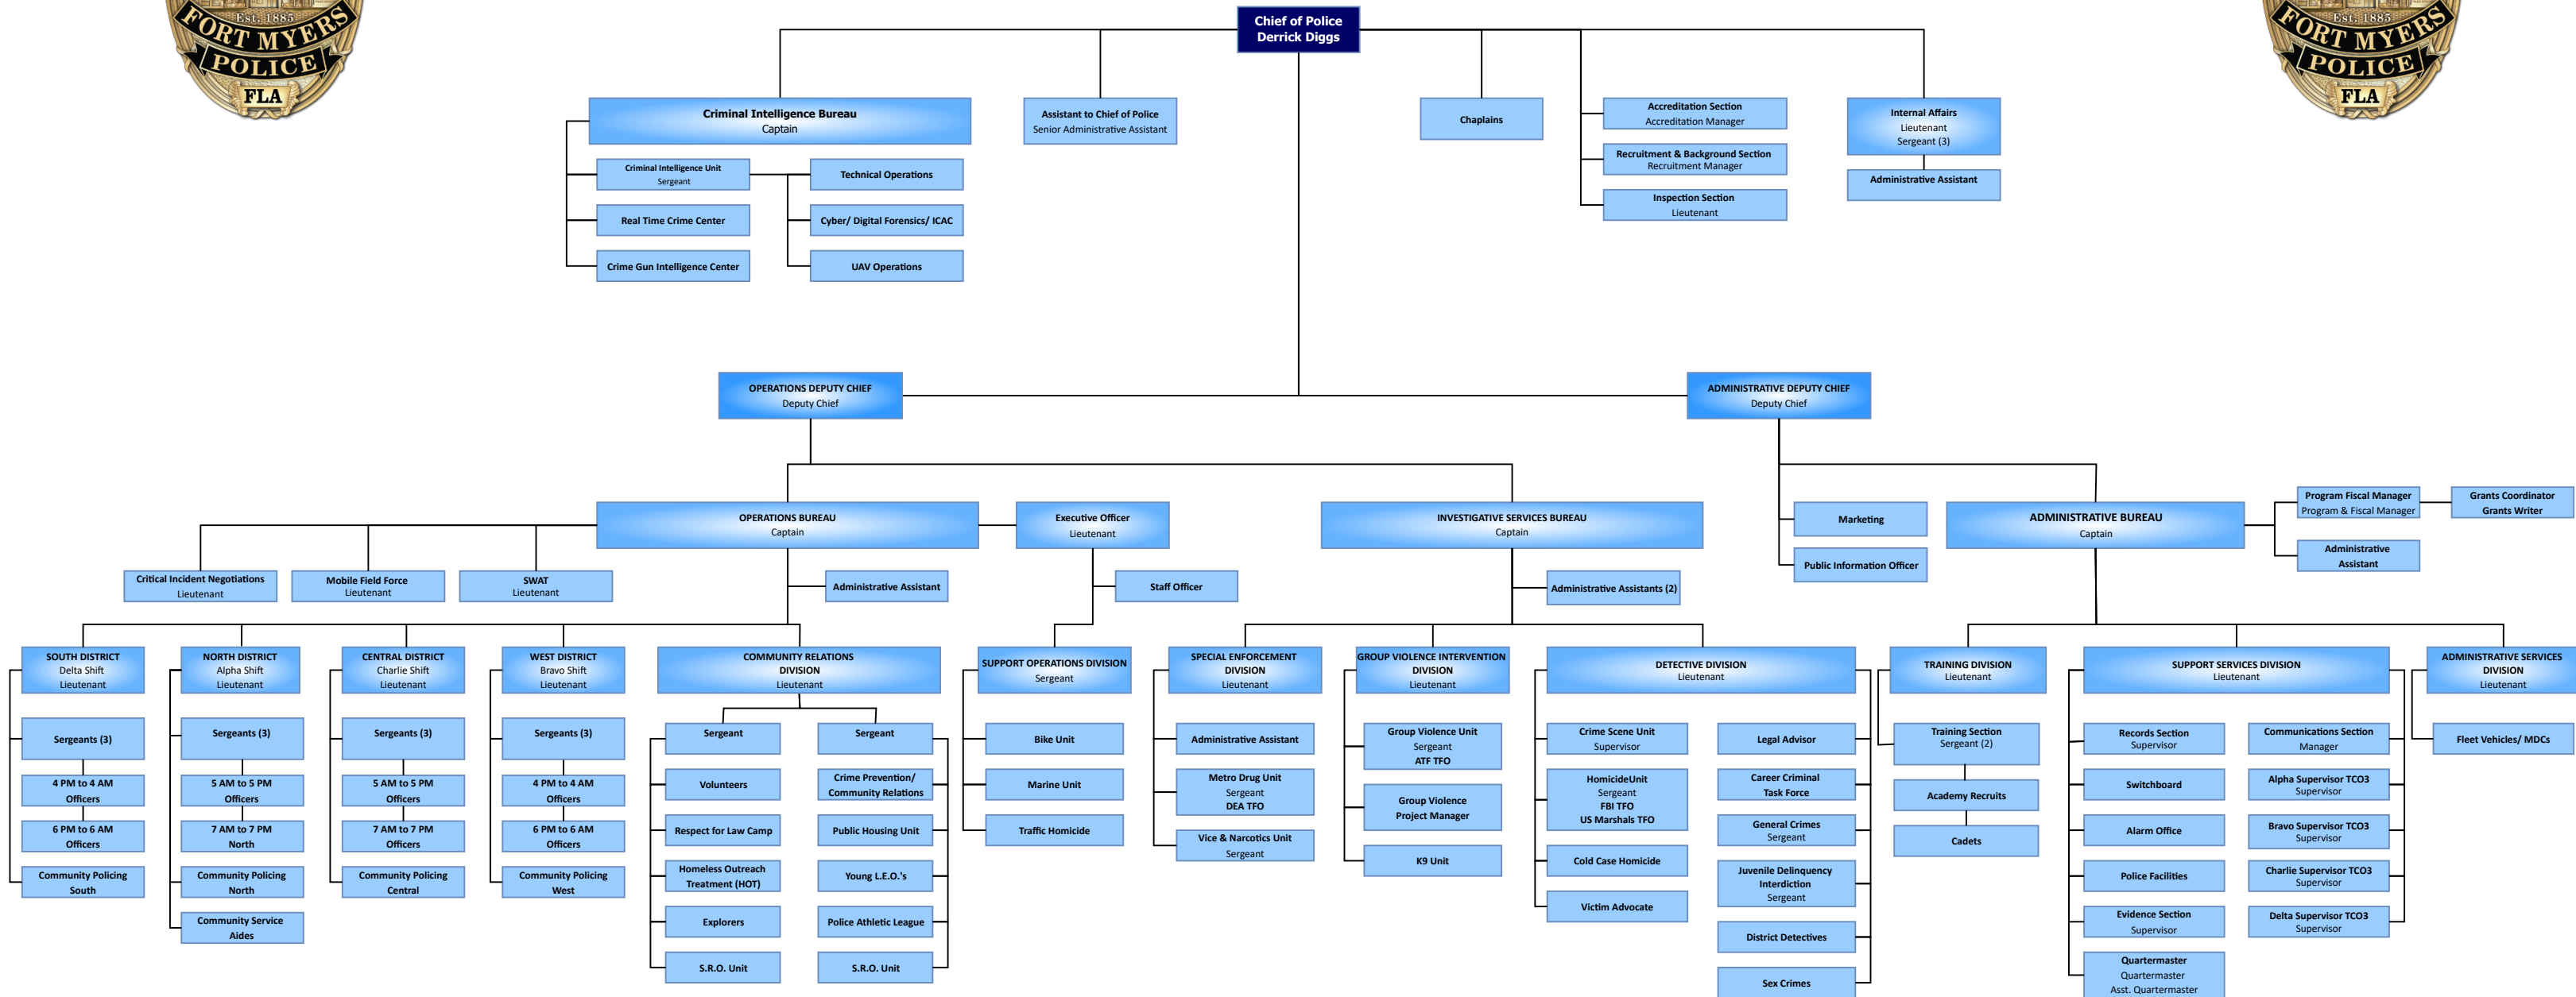 Est. 1885
FORT MYERS
POLICE
FLA
Est. 1885
FORT MYERS
POLICE
FLA
Chief of Police
Derrick Diggs
Criminal Intelligence Bureau
Captain
Assistant to Chief of Police
Senior Administrative Assistant
Chaplains
Accreditation Section
Accreditation Manager
Recruitment & Background Section
Recruitment Manager
Inspection Section
Lieutenant
Internal Affairs
Lieutenant
Sergeant (3)
Administrative Assistant
Criminal Intelligence Unit
Sergeant
Real Time Crime Center
Crime Gun Intelligence Center
Technical Operations
Cyber/ Digital Forensics/ ICAC
UAV Operations
OPERATIONS DEPUTY CHIEF
Deputy Chief
ADMINISTRATIVE DEPUTY CHIEF
Deputy Chief
OPERATIONS BUREAU
Captain
Executive Officer
Lieutenant
INVESTIGATIVE SERVICES BUREAU
Captain
Marketing
Public Information Officer
ADMINISTRATIVE BUREAU
Captain
Program Fiscal Manager
Program & Fiscal Manager
Grants Coordinator
Grants Writer
Administrative
Assistant
Critical Incident Negotiations
Lieutenant
Mobile Field Force
Lieutenant
SWAT
Lieutenant
Administrative Assistant
Staff Officer
Administrative Assistants (2)
SOUTH DISTRICT
Delta Shift
Lieutenant
Sergeants (3)
4 PM to 4 AM
Officers
6 PM to 6 AM
Officers
Community Policing
South
NORTH DISTRICT
Alpha Shift
Lieutenant
Sergeants (3)
5 AM to 5 PM
Officers
7 AM to 7 PM
North
Community Policing
North
Community Service
Aides
CENTRAL DISTRICT
Charlie Shift
Lieutenant
Sergeants (3)
5 AM to 5 PM
Officers
7 AM to 7 PM
Officers
Community Policing
Central
WEST DISTRICT
Bravo Shift
Lieutenant
Sergeants (3)
4 PM to 4 AM
Officers
6 PM to 6 AM
Officers
Community Policing
West
COMMUNITY RELATIONS
DIVISION
Lieutenant
Sergeant
Volunteers
Respect for Law Camp
Homeless Outreach
Treatment (HOT)
Explorers
S.R.O. Unit
Sergeant
Crime Prevention/
Community Relations
Public Housing Unit
Young L.E.O.'s
Police Athletic League
S.R.O. Unit
SUPPORT OPERATIONS DIVISION
Sergeant
Bike Unit
Marine Unit
Traffic Homicide
SPECIAL ENFORCEMENT
DIVISION
Lieutenant
Administrative Assistant
Metro Drug Unit
Sergeant
DEA TFO
Vice & Narcotics Unit
Sergeant
GROUP VIOLENCE INTERVENTION
DIVISION
Lieutenant
Group Violence Unit
Sergeant
ATF TFO
Group Violence
Project Manager
K9 Unit
DETECTIVE DIVISION
Lieutenant
Crime Scene Unit
Supervisor
HomicideUnit
Sergeant
FBI TFO
US Marshals TFO
Cold Case Homicide
Victim Advocate
Legal Advisor
Career Criminal
Task Force
General Crimes
Sergeant
Juvenile Delinquency
Interdiction
Sergeant
District Detectives
Sex Crimes
TRAINING DIVISION
Lieutenant
Training Section
Sergeant (2)
Academy Recruits
Cadets
SUPPORT SERVICES DIVISION
Lieutenant
Records Section
Supervisor
Switchboard
Alarm Office
Police Facilities
Evidence Section
Supervisor
Quartermaster
Quartermaster
Asst. Quartermaster
Communications Section
Manager
Alpha Supervisor TCO3
Supervisor
Bravo Supervisor TCO3
Supervisor
Charlie Supervisor TCO3
Supervisor
Delta Supervisor TCO3
Supervisor
ADMINISTRATIVE SERVICES
DIVISION
Lieutenant
Fleet Vehicles/ MDCs